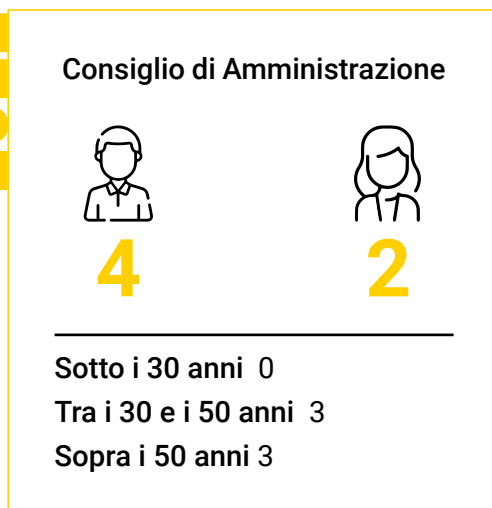 Consiglio di Amministrazione
4 2
Sotto i 30 anni 0
Tra i 30 e i 50 anni 3
Sopra i 50 anni 3